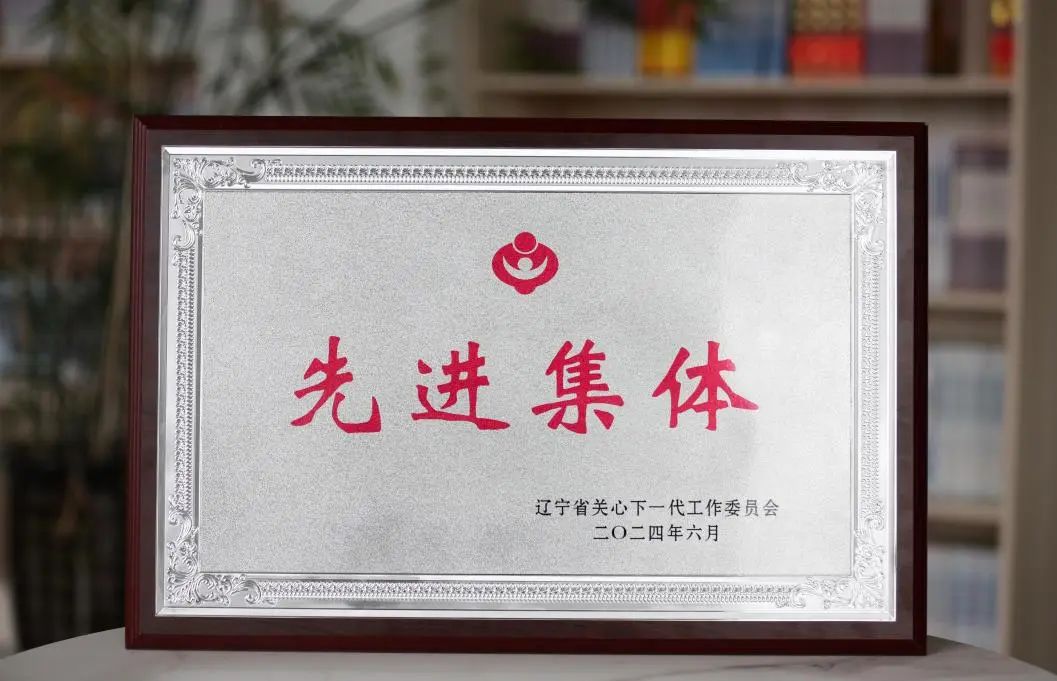 先进集体
辽宁省关心下一代工作委员会
二〇二四年六月